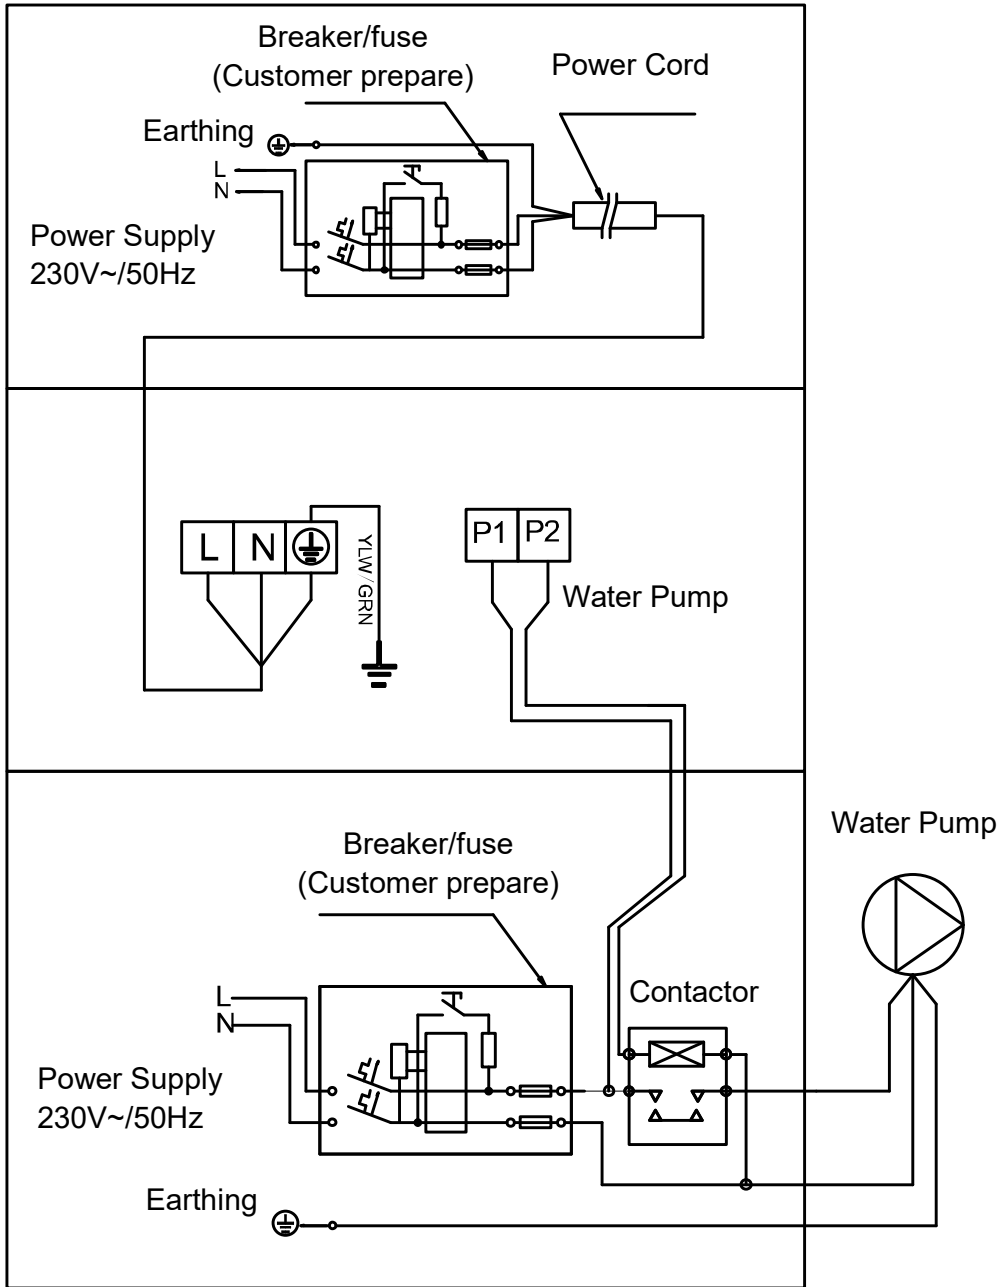 Breaker/fuse
(Customer prepare)
Power Cord
Earthing
L
N
Power Supply
230V~/50Hz
L N
YLW/GRN
P1 P2
Water Pump
Water Pump
Breaker/fuse
(Customer prepare)
Contactor
L
N
Power Supply
230V~/50Hz
Earthing